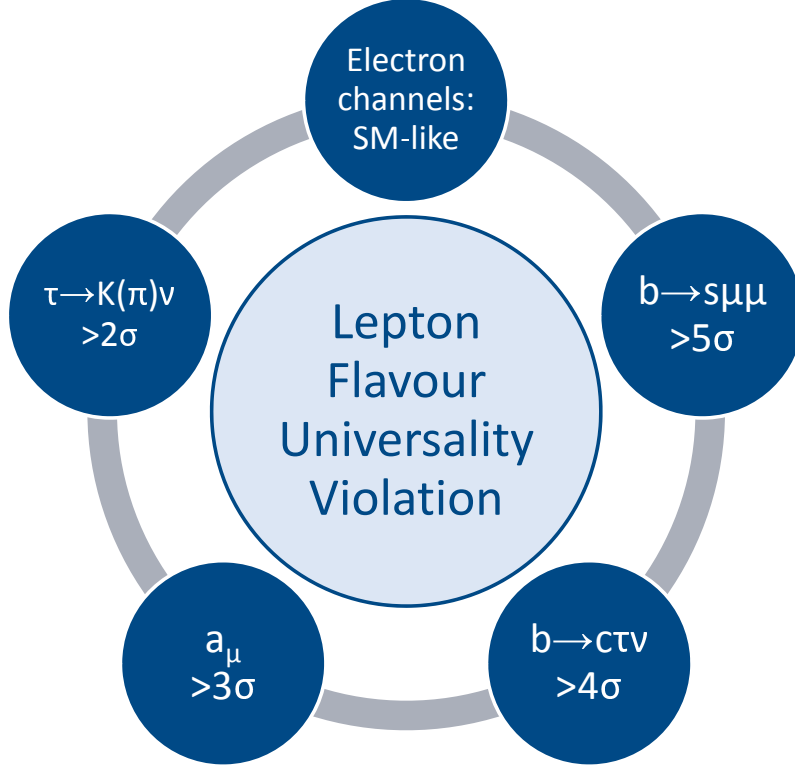 Electron
channels:
SM-like
τ→K(π)ν
>2σ
b→sμμ
>5σ
Lepton
Flavour
Universality
Violation
aμ
>3σ
b→cτν
>4σ